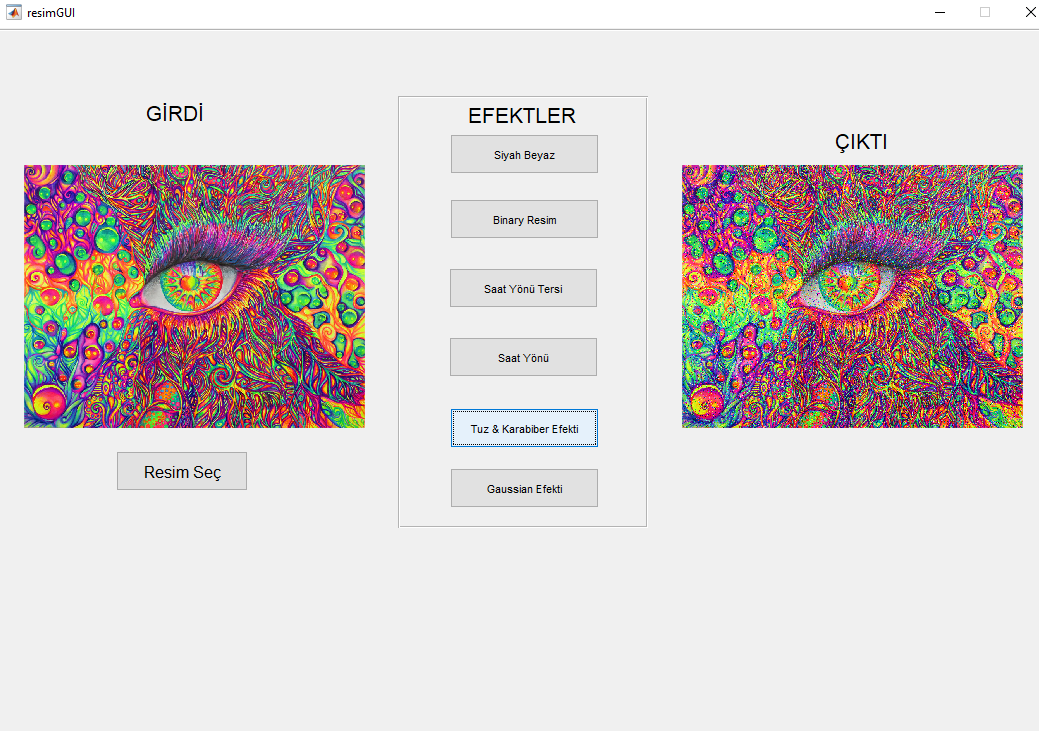 resimGUI
GİRDİ
Resim Seç
EFEKTLER
Siyah Beyaz
Binary Resim
Saat Yönü Tersi
Saat Yönü
Tuz & Karabiber Efekti
Gaussian Efekti
ÇIKTI